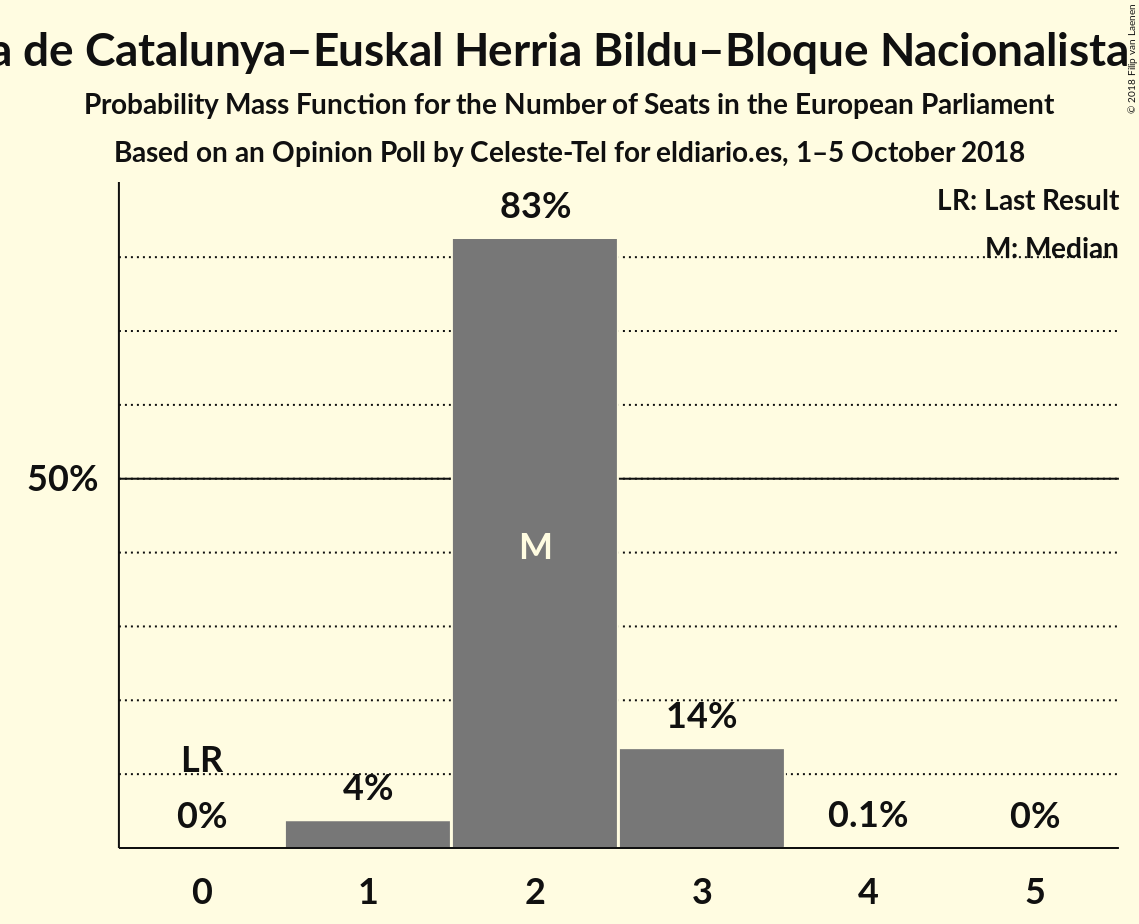 a de Catalunya–Euskal Herria Bildu–Bloque Nacionalista
Probability Mass Function for the Number of Seats in the European Parliament
Based on an Opinion Poll by Celeste-Tel for eldiario.es, 1–5 October 2018
© 2018 Filip van Laenen
LR: Last Result
M: Median
83%
50%
M
14%
LR
4%
0%
0.1%
0%
0 1 2 3 4 5